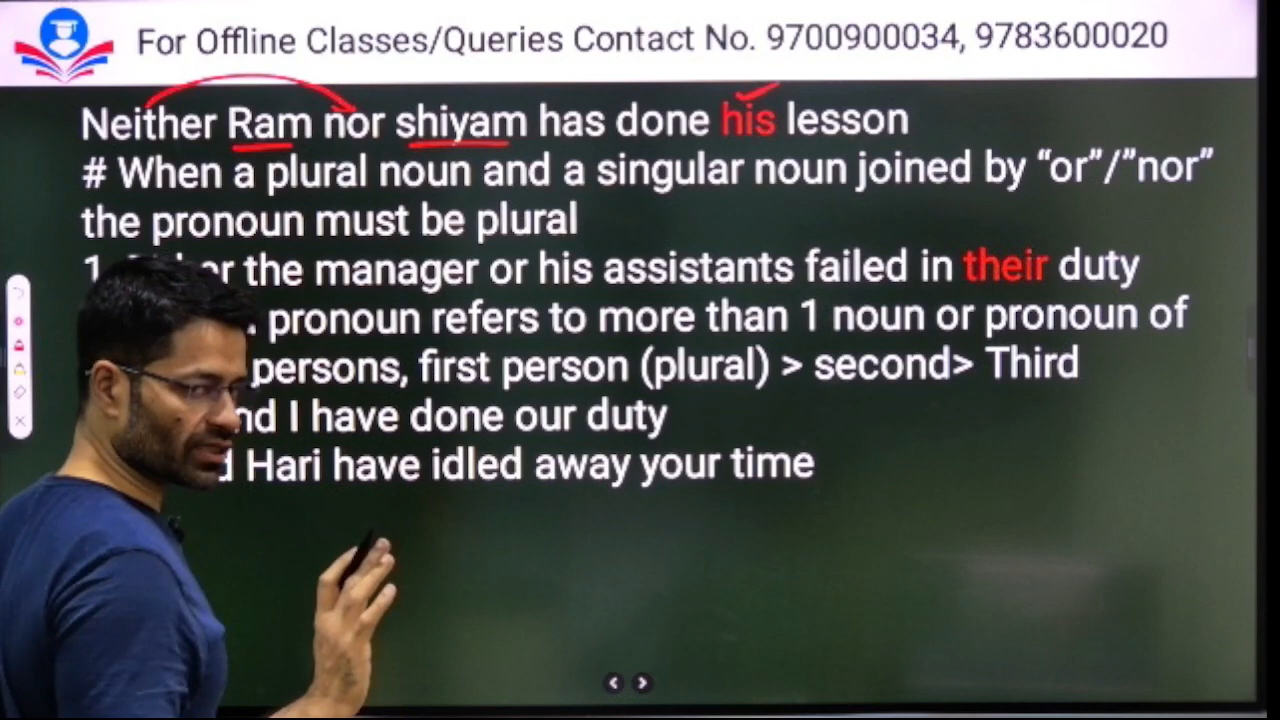 For Offline Classes/Queries Contact No. 9700900034, 9783600020
Neither Ram nor shiyam has done his lesson
# When a plural noun and a singular noun joined by “or”/”nor”
the pronoun must be plural
1. the manager or his assistants failed in their duty
pronoun refers to more than 1 noun or pronoun of
persons, first person (plural) > second> Third
I have done our duty
Hari have idled away your time